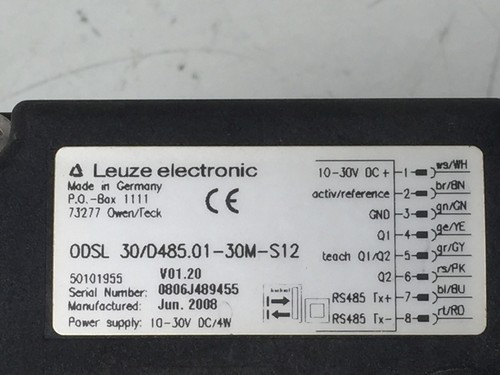 Leuze electronic
Made in Germany
P.O.-Box 1111
73277 Owen/Teck
CE
ODSL 30/D485.01-30M-S12
50101955 V01.20
Serial Number: 0806J489455
Manufactured: Jun. 2008
Power supply: 10-30V DC/4W
10-30V DC + 1 ws/WH
activ/reference 2 br/BN
GND 3 gn/GN
Q1 4 ge/YE
teach Q1/Q2 5 gr/GY
Q2 6 rs/PK
RS485 Tx+ 7 bl/BU
RS485 Tx- 8 rt/RD